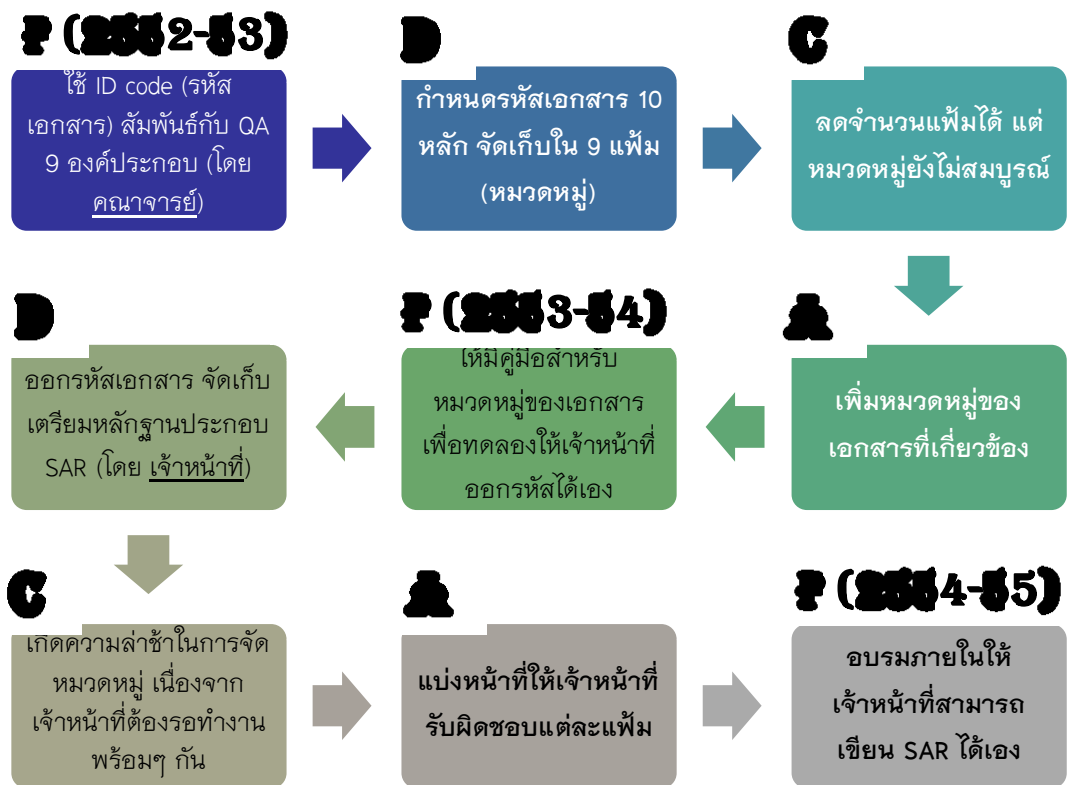 P (2552-53)
ใช้ ID code (รหัส
เอกสาร) สัมพันธ์กับ QA
9 องค์ประกอบ (โดย
คณาจารย์)
D
กำหนดรหัสเอกสาร 10
หลัก จัดเก็บใน 9 แฟ้ม
(หมวดหมู่)
C
ลดจำนวนแฟ้มได้ แต่
หมวดหมู่ยังไม่สมบูรณ์
A
เพิ่มหมวดหมู่ของ
เอกสารที่เกี่ยวข้อง
P (2553-54)
ให้มีคู่มือสำหรับ
หมวดหมู่ของเอกสาร
เพื่อทดลองให้เจ้าหน้าที่
ออกรหัสได้เอง
D
ออกรหัสเอกสาร จัดเก็บ
เตรียมหลักฐานประกอบ
SAR (โดย เจ้าหน้าที่)
C
เกิดความล่าช้าในการจัด
หมวดหมู่ เนื่องจาก
เจ้าหน้าที่ต้องรอทำงาน
พร้อมๆ กัน
A
แบ่งหน้าที่ให้เจ้าหน้าที่
รับผิดชอบแต่ละแฟ้ม
P (2554-55)
อบรมภายในให้
เจ้าหน้าที่สามารถ
เขียน SAR ได้เอง